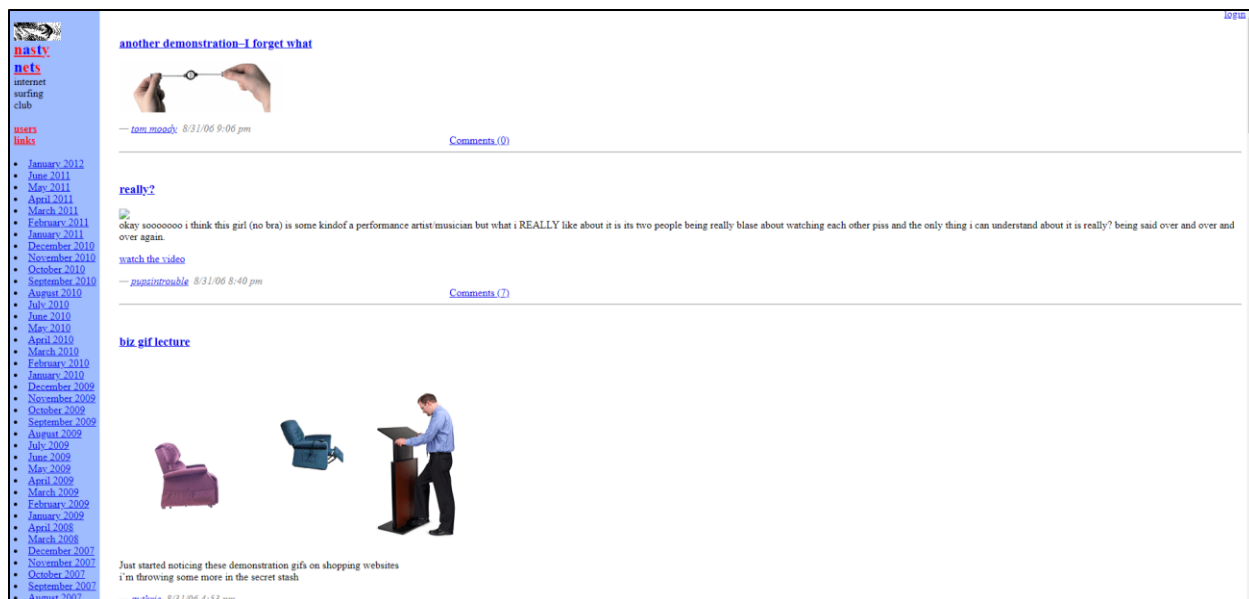 login
nasty
nets
internet
surfing
club
users
links
January 2012
June 2011
May 2011
April 2011
March 2011
February 2011
January 2011
December 2010
November 2010
October 2010
September 2010
August 2010
July 2010
June 2010
May 2010
April 2010
March 2010
February 2010
January 2010
December 2009
November 2009
October 2009
September 2009
August 2009
July 2009
June 2009
May 2009
April 2009
March 2009
February 2009
January 2009
April 2008
March 2008
December 2007
November 2007
October 2007
September 2007
August 2007
another demonstration–I forget what
— tom moody 8/31/06 9:06 pm
Comments (0)
really?
okay sooooooo i think this girl (no bra) is some kindof a performance artist/musician but what i REALLY like about it is its two people being really blase about watching each other piss and the only thing i can understand about it is really? being said over and over and
over again.
watch the video
— pupsintrouble 8/31/06 8:40 pm
Comments (7)
biz gif lecture
Just started noticing these demonstration gifs on shopping websites
i'm throwing some more in the secret stash
8/31/06 4:53 pm